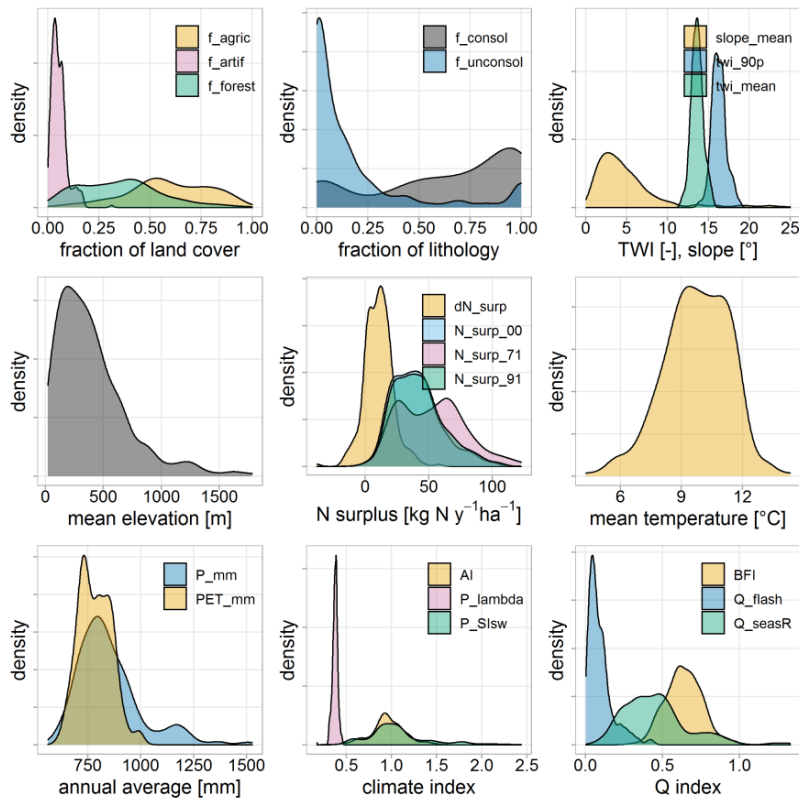 density
f_agric
f_artif
f_forest
0.00 0.25 0.50 0.75 1.00
fraction of land cover
density
f_consol
f_unconsol
0.00 0.25 0.50 0.75 1.00
fraction of lithology
density
slope_mean
twi_90p
twi_mean
0 5 10 15 20 25
TWI [-], slope [°]
density
0 500 1000 1500
mean elevation [m]
density
dN_surp
N_surp_00
N_surp_71
N_surp_91
0 50 100
N surplus [kg N y⁻¹ha⁻¹]
density
6 9 12
mean temperature [°C]
density
P_mm
PET_mm
750 1000 1250 1500
annual average [mm]
density
AI
P_lambda
P_SIsw
0.5 1.0 1.5 2.0 2.5
climate index
density
BFI
Q_flash
Q_seasR
0.0 0.5 1.0
Q index